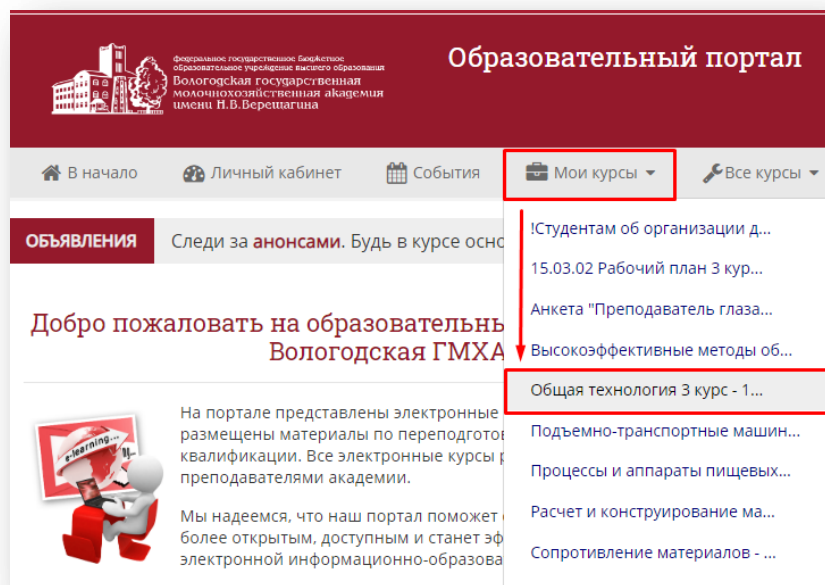 федеральное государственное бюджетное
образовательное учреждение высшего образования
Вологодская государственная
молочнохозяйственная академия
имени Н.В.Верещагина
Образовательный портал
В начало
Личный кабинет
События
Мои курсы
Все курсы
ОБЪЯВЛЕНИЯ
Следи за анонсами. Будь в курсе осно
!Студентам об организации д...
15.03.02 Рабочий план 3 кур...
Анкета "Преподаватель глаза...
Высокоэффективные методы об...
Общая технология 3 курс - 1...
Подъемно-транспортные машин...
Процессы и аппараты пищевых...
Расчет и конструирование ма...
Сопротивление материалов - ...
Добро пожаловать на образовательнь
Вологодская ГМХА
e-learning...
На портале представлены электронные
размещены материалы по переподготов
квалификации. Все электронные курсы р
преподавателями академии.
Мы надеемся, что наш портал поможет
более открытым, доступным и станет эф
электронной информационно-образова